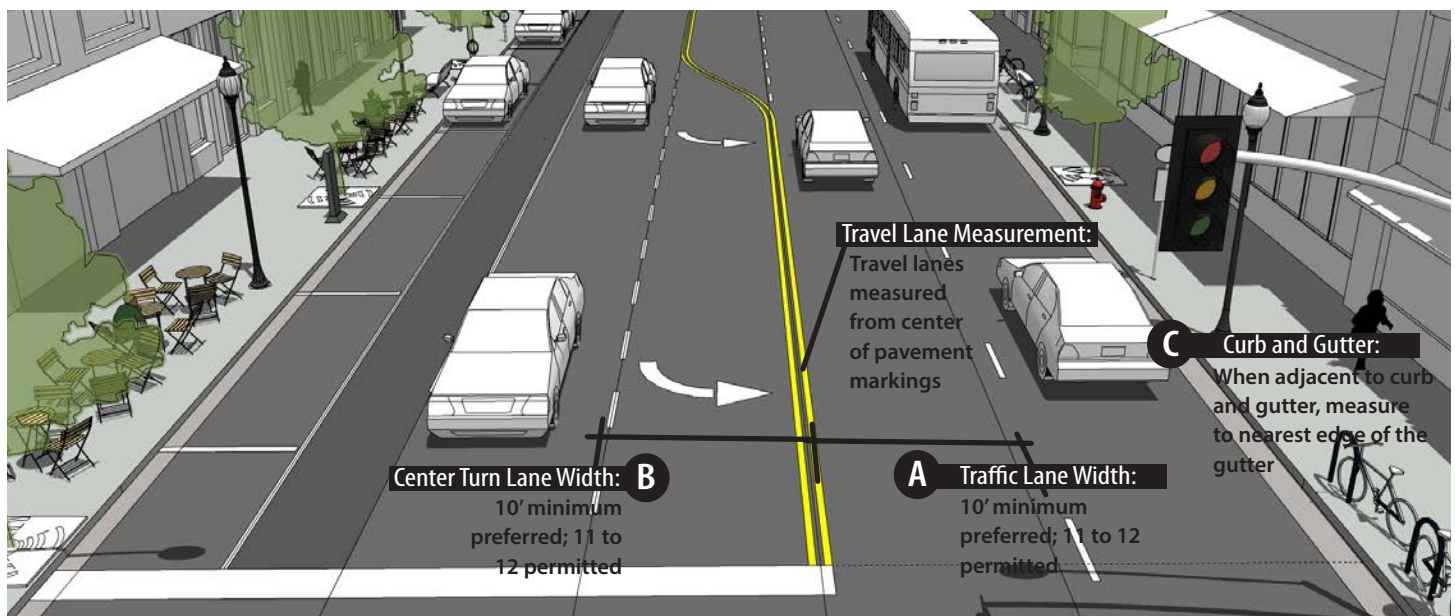 Travel Lane Measurement:
Travel lanes
measured
from center
of pavement
markings
C
Curb and Gutter:
When adjacent to curb
and gutter, measure
to nearest edge of the
gutter
Center Turn Lane Width:
B
10' minimum
preferred; 11 to
12 permitted
A
Traffic Lane Width:
10' minimum
preferred; 11 to 12
permitted